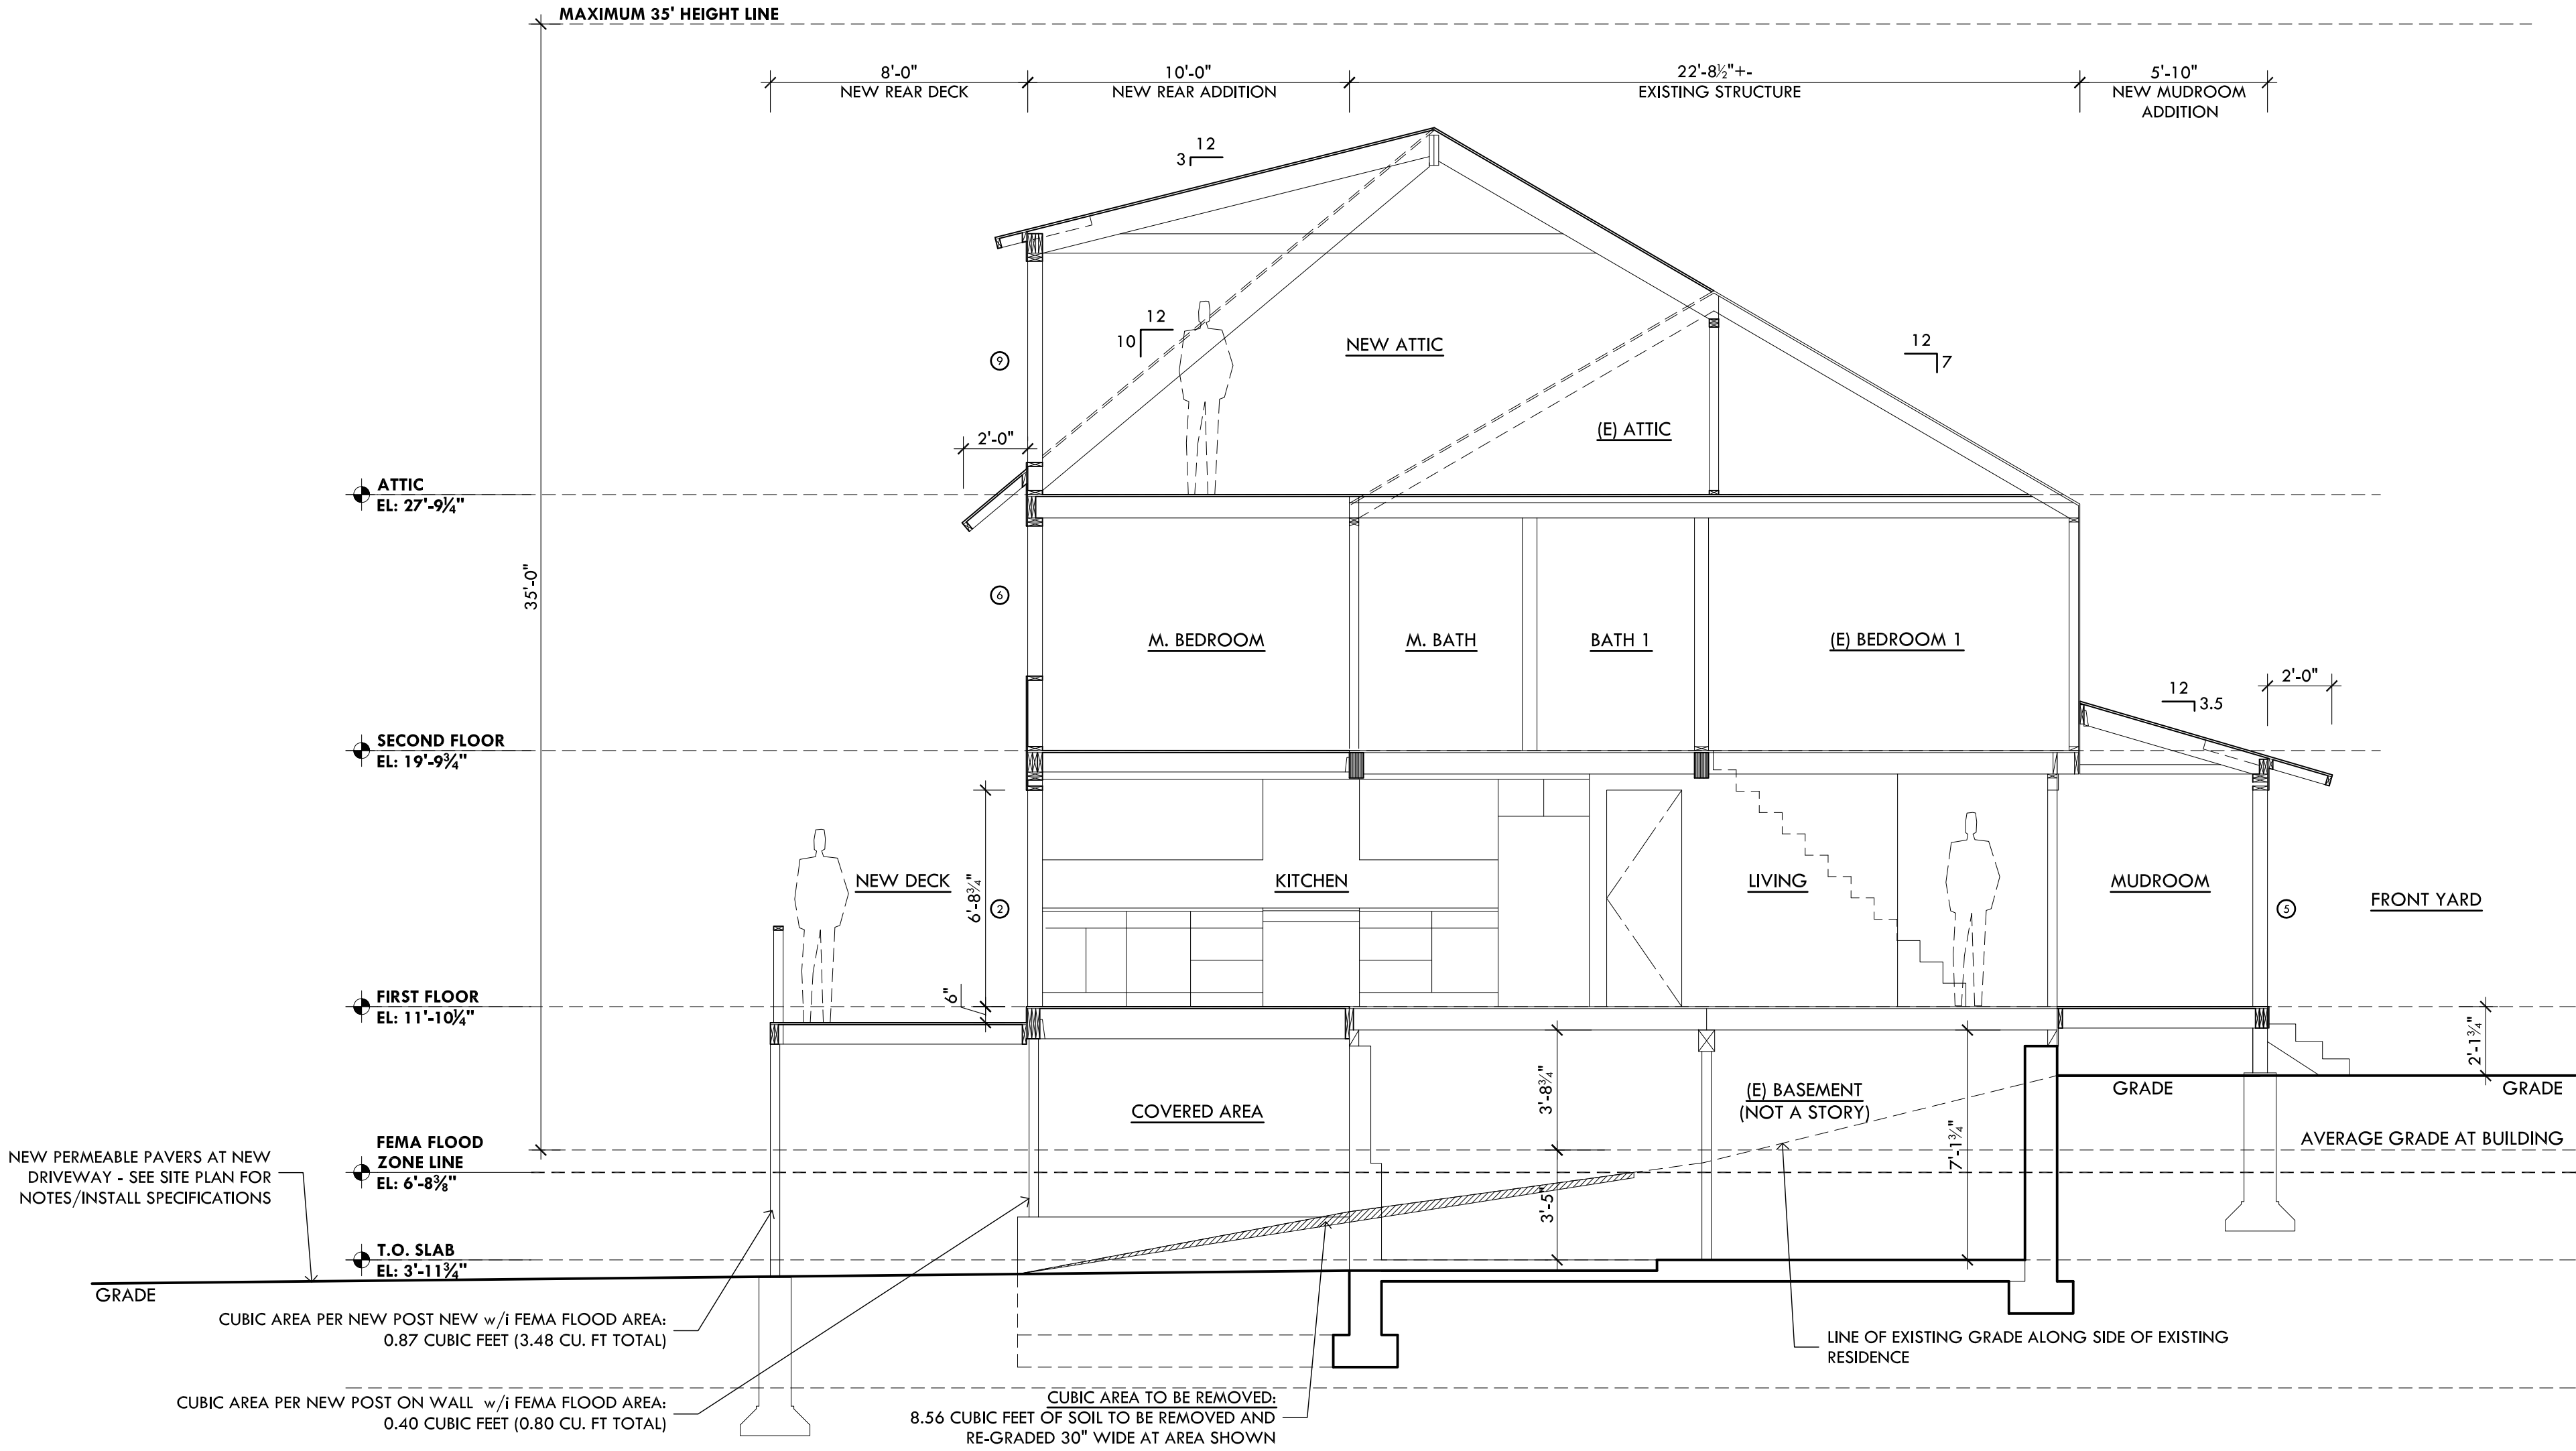 MAXIMUM 35' HEIGHT LINE
8'-0"
NEW REAR DECK
10'-0"
NEW REAR ADDITION
22'-8½"+-
EXISTING STRUCTURE
5'-10"
NEW MUDROOM
ADDITION
12
3
12
10
NEW ATTIC
12
7
9
(E) ATTIC
2'-0"
ATTIC
EL: 27'-9¼"
35'-0"
6
M. BEDROOM
M. BATH
BATH 1
(E) BEDROOM 1
2'-0"
12
3.5
SECOND FLOOR
EL: 19'-9¾"
NEW DECK
6'-8¾"
2
KITCHEN
LIVING
MUDROOM
5
FRONT YARD
FIRST FLOOR
EL: 11'-10¼"
6"
2'-1¾"
GRADE
GRADE
COVERED AREA
3'-8¾"
(E) BASEMENT
(NOT A STORY)
7'-1¾"
AVERAGE GRADE AT BUILDING
FEMA FLOOD
ZONE LINE
EL: 6'-8⅜"
NEW PERMEABLE PAVERS AT NEW
DRIVEWAY - SEE SITE PLAN FOR
NOTES/INSTALL SPECIFICATIONS
3'-5"
T.O. SLAB
EL: 3'-11¾"
GRADE
CUBIC AREA PER NEW POST NEW w/i FEMA FLOOD AREA:
0.87 CUBIC FEET (3.48 CU. FT TOTAL)
LINE OF EXISTING GRADE ALONG SIDE OF EXISTING
RESIDENCE
CUBIC AREA PER NEW POST ON WALL w/i FEMA FLOOD AREA:
0.40 CUBIC FEET (0.80 CU. FT TOTAL)
CUBIC AREA TO BE REMOVED:
8.56 CUBIC FEET OF SOIL TO BE REMOVED AND
RE-GRADED 30" WIDE AT AREA SHOWN